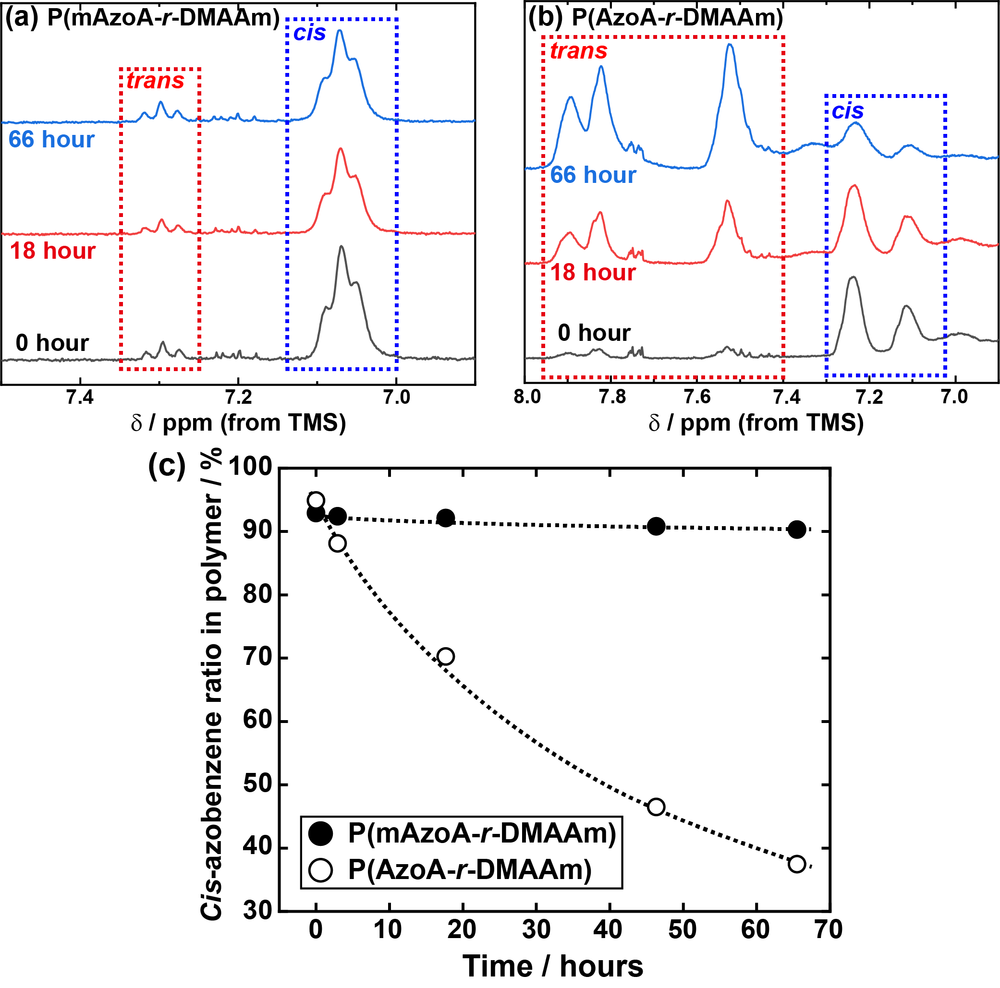 (a) P(mAzoA-r-DMAAm)
cis
trans
66 hour
18 hour
0 hour
7.4 7.2 7.0
δ / ppm (from TMS)
(b) P(AzoA-r-DMAAm)
trans
cis
66 hour
18 hour
0 hour
8.0 7.8 7.6 7.4 7.2 7.0
δ / ppm (from TMS)
(c)
Cis-azobenzene ratio in polymer / %
100
90
80
70
60
50
40
30
P(mAzoA-r-DMAAm)
P(AzoA-r-DMAAm)
0 10 20 30 40 50 60 70
Time / hours